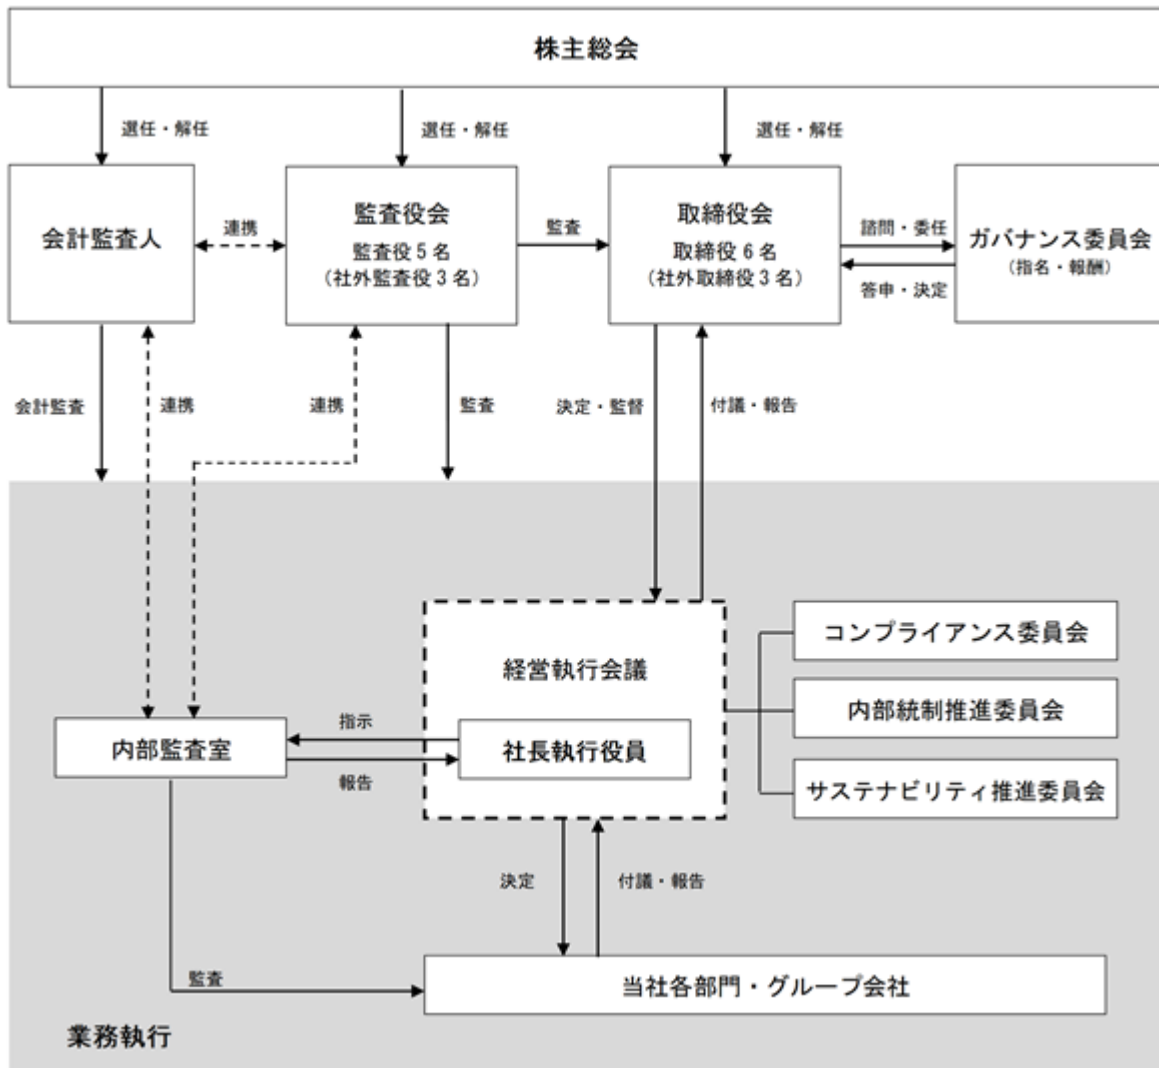 株主総会
選任・解任
選任・解任
選任・解任
会計監査人
連携
監査役会
監査役5名
(社外監査役3名)
監査
取締役会
取締役6名
(社外取締役3名)
諮問・委任
答申・決定
ガバナンス委員会
(指名・報酬)
会計監査
連携
連携
監査
決定・監督
付議・報告
経営執行会議
社長執行役員
コンプライアンス委員会
内部統制推進委員会
サステナビリティ推進委員会
内部監査室
指示
報告
決定
付議・報告
監査
当社各部門・グループ会社
業務執行